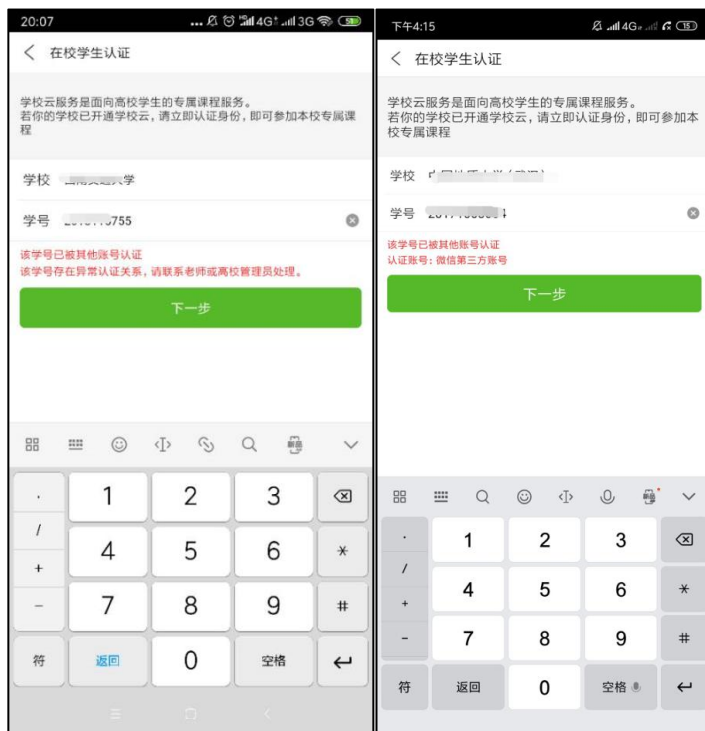 20:07
... 4G+ 3G 51
在校学生认证
学校云服务是面向高校学生的专属课程服务。
若你的学校已开通学校云，请立即认证身份，即可参加本校专属课
程
学校 学
学号 755
该学号已被其他账号认证
该学号存在异常认证关系，请联系老师或高校管理员处理。
下一步
.
/
+
-
1 2 3
4 5 6 *
7 8 9 #
符 返回 0 空格
下午4:15
4G 15
在校学生认证
学校云服务是面向高校学生的专属课程服务。
若你的学校已开通学校云，请立即认证身份，即可参加本
校专属课程
学校
学号
该学号已被其他账号认证
认证账号：微信第三方账号
下一步
.
/
+
-
1 2 3
4 5 6 *
7 8 9 #
符 返回 0 空格